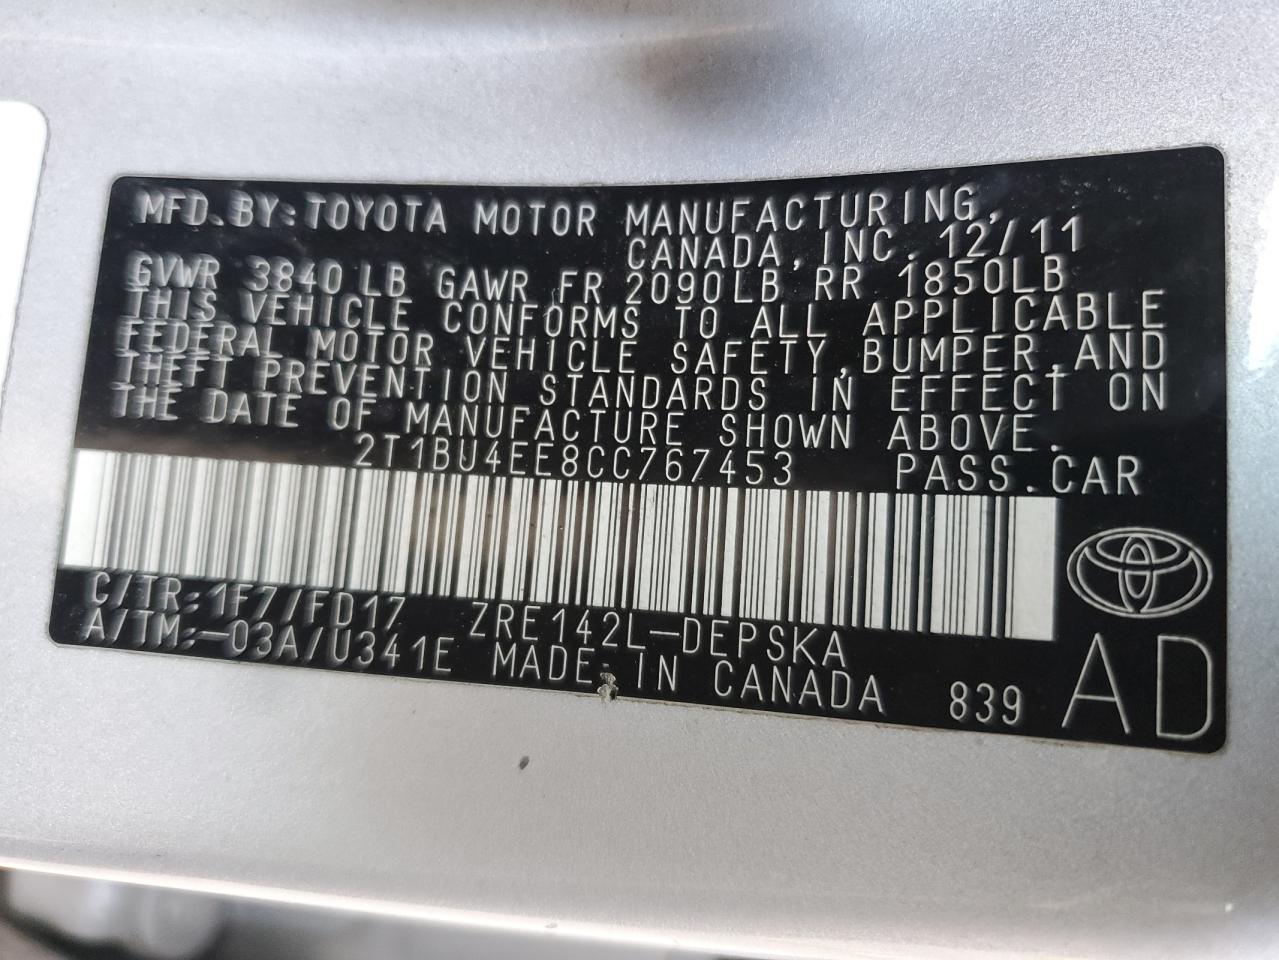 MFD.BY:TOYOTA MOTOR MANUFACTURING,
CANADA,INC. 12/11
GVWR 3840 LB GAWR FR 2090LB RR 1850LB
THIS VEHICLE CONFORMS TO ALL APPLICABLE
FEDERAL MOTOR VEHICLE SAFETY,BUMPER,AND
THEFT PREVENTION STANDARDS IN EFFECT ON
THE DATE OF MANUFACTURE SHOWN ABOVE.
2T1BU4EE8CC767453 PASS.CAR
C/TR:1F7/FD17 ZRE142L-DEPSKA
A/TM:-03A/U341E MADE IN CANADA 839 AD